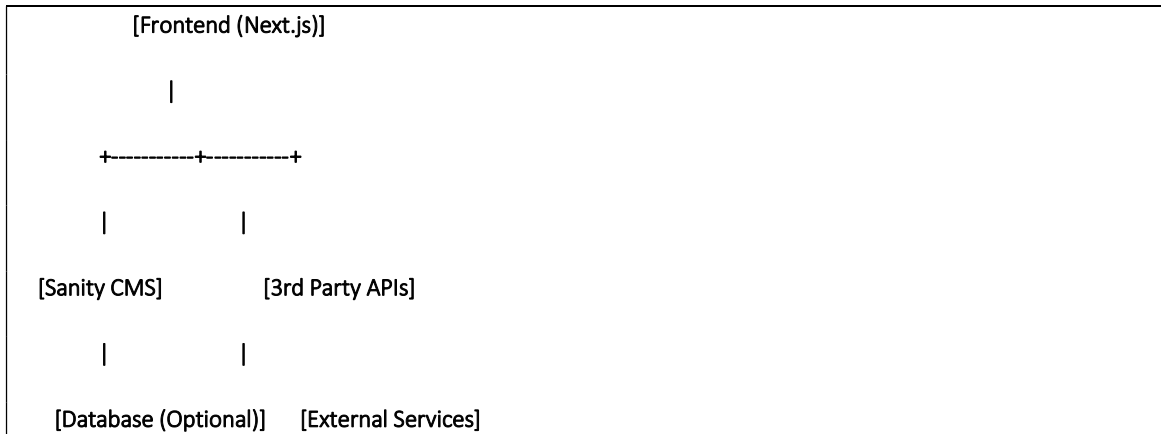 [Frontend (Next.js)]
|
+-----------+-----------+
| |
[Sanity CMS] [3rd Party APIs]
| |
[Database (Optional)] [External Services]